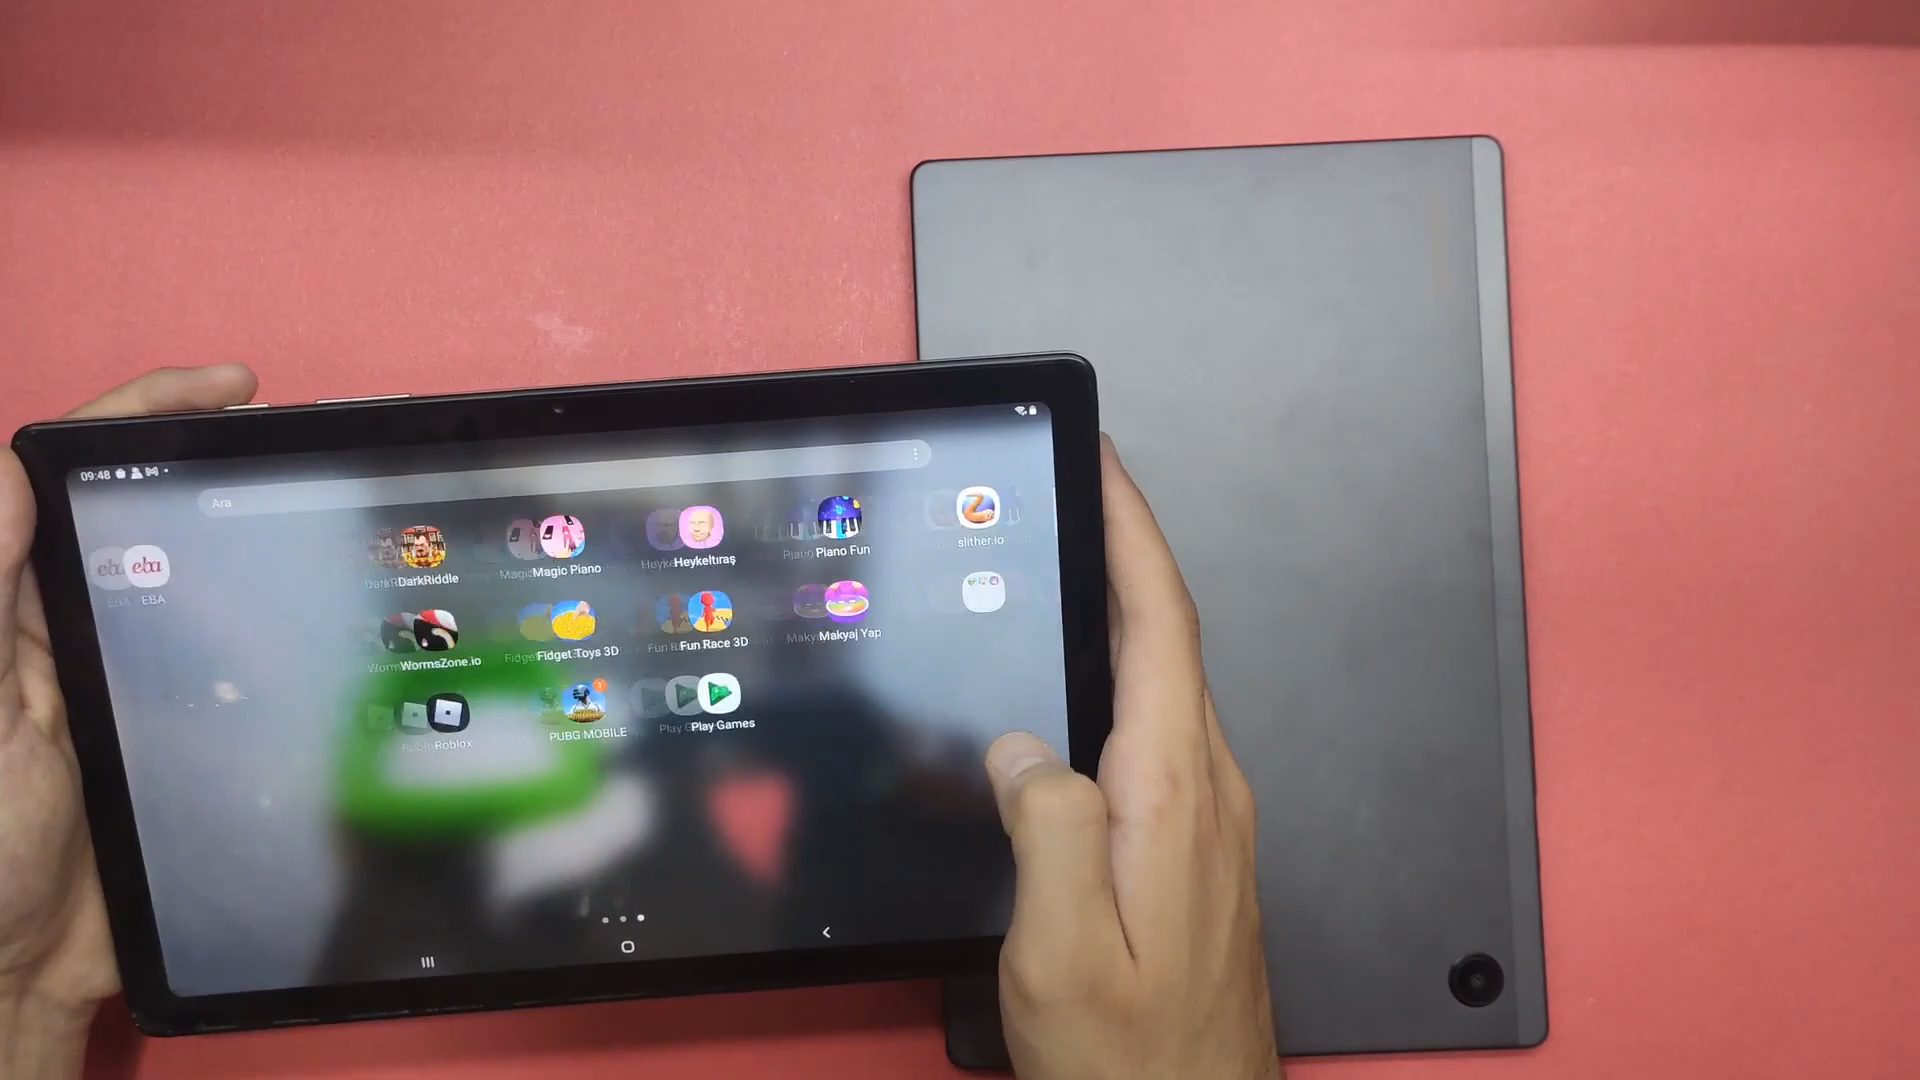 09:48
Ara
eba
EBA
DarkRiddle
Magic Piano
Heykeltıraş
Piano Fun
slither.io
WormsZone.io
Fidget Toys 3D
Fun Race 3D
Makyaj Yap
Roblox
PUBG MOBILE
Play Games